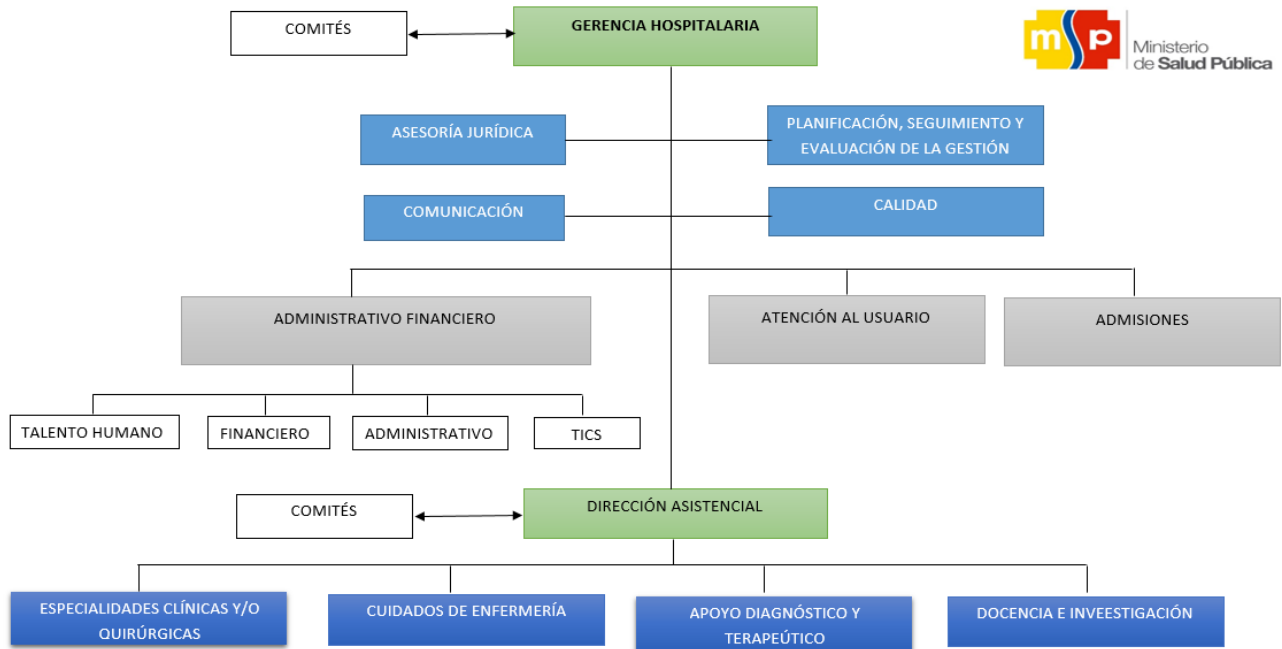 COMITÉS
GERENCIA HOSPITALARIA
msp
Ministerio
de Salud Pública
ASESORÍA JURÍDICA
PLANIFICACIÓN, SEGUIMIENTO Y
EVALUACIÓN DE LA GESTIÓN
COMUNICACIÓN
CALIDAD
ADMINISTRATIVO FINANCIERO
ATENCIÓN AL USUARIO
ADMISIONES
TALENTO HUMANO
FINANCIERO
ADMINISTRATIVO
TICS
COMITÉS
DIRECCIÓN ASISTENCIAL
ESPECIALIDADES CLÍNICAS Y/O
QUIRÚRGICAS
CUIDADOS DE ENFERMERÍA
APOYO DIAGNÓSTICO Y
TERAPEÚTICO
DOCENCIA E INVEESTIGACIÓN